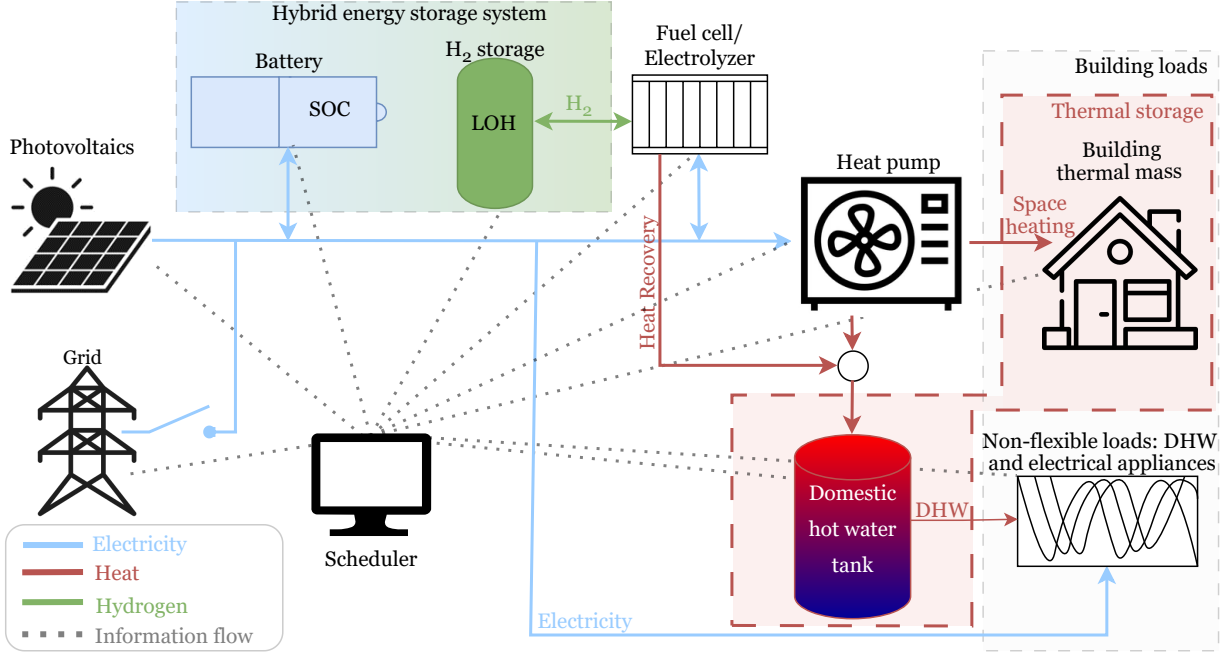 Hybrid energy storage system
Battery
SOC
H₂ storage
LOH
H₂
Fuel cell/
Electrolyzer
Building loads
Thermal storage
Building
thermal mass
Space
heating
Photovoltaics
Heat pump
Heat Recovery
Grid
Scheduler
Domestic
hot water
tank
DHW
Non-flexible loads: DHW
and electrical appliances
Electricity
Electricity
Heat
Hydrogen
Information flow